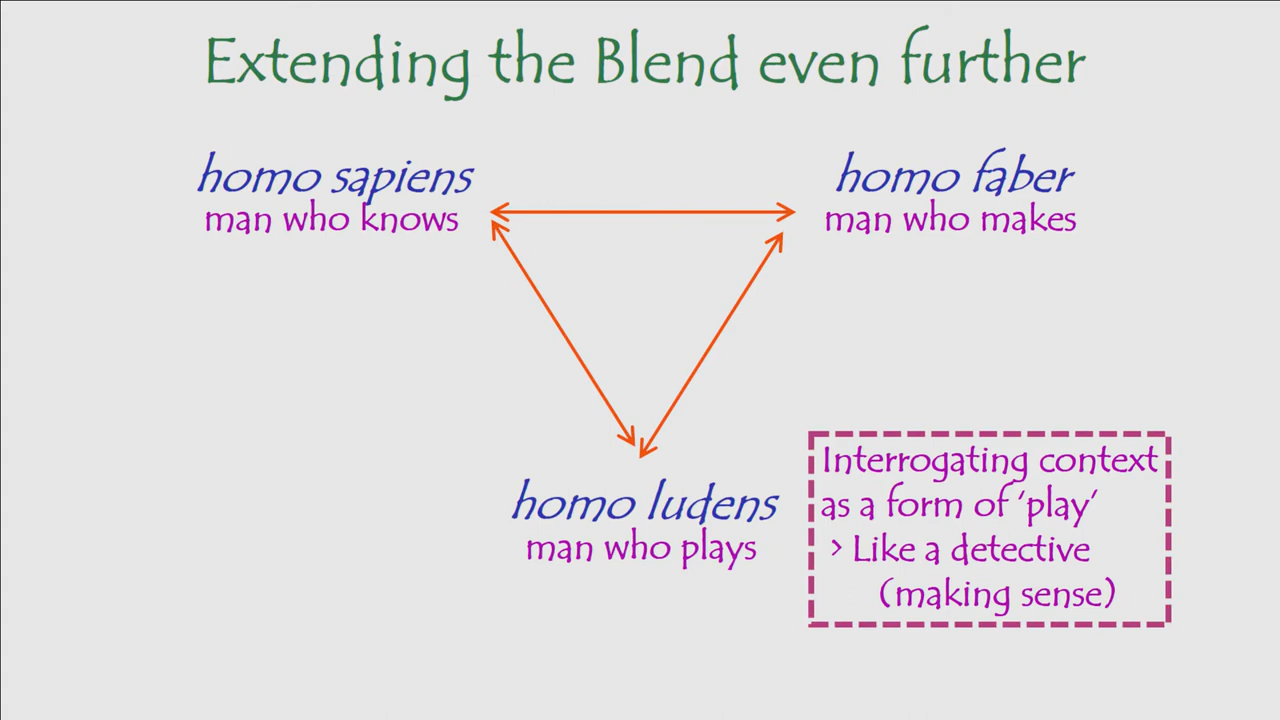 Extending the Blend even further
homo sapiens
man who knows
homo faber
man who makes
homo ludens
man who plays
Interrogating context
as a form of ‘play’
> Like a detective
(making sense)